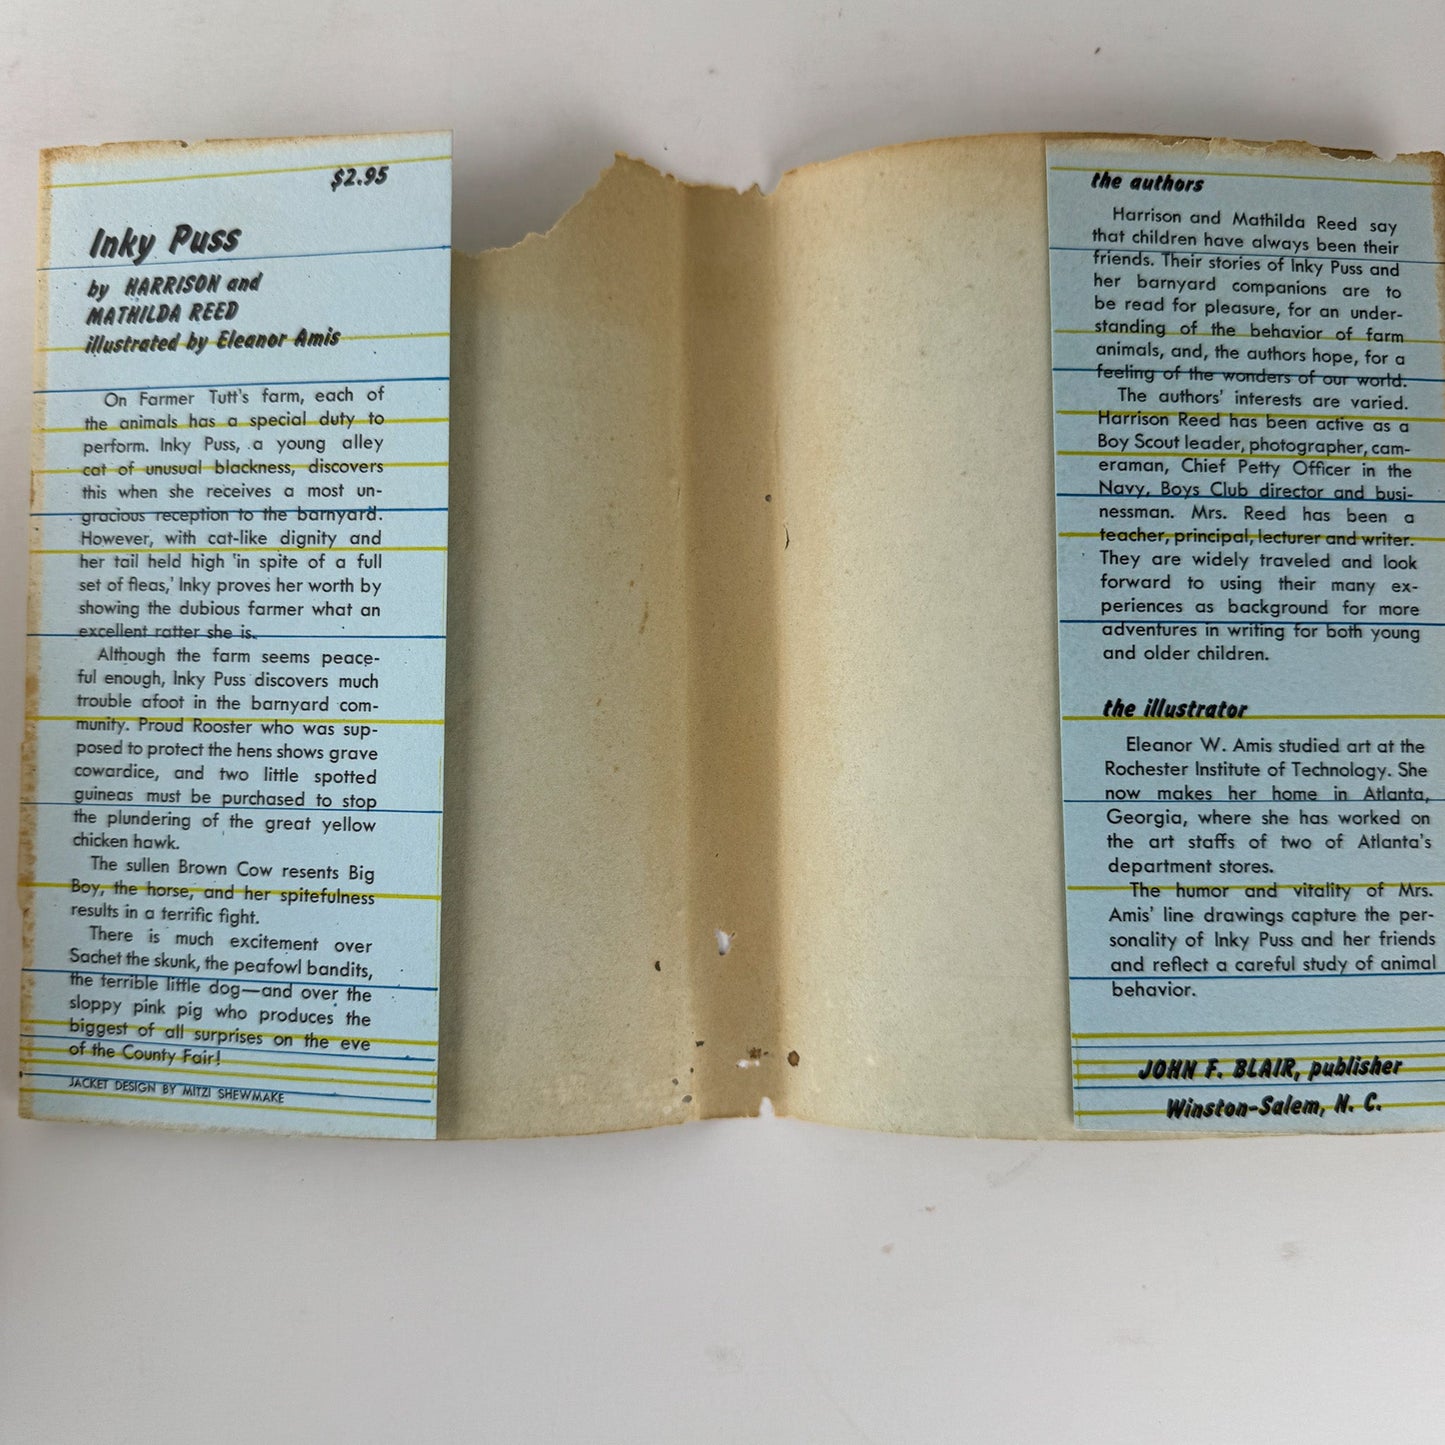 $2.95
Inky Puss
by HARRISON and
MATHILDA REED
illustrated by Eleanor Amis
On Farmer Tutt's farm, each of
the animals has a special duty to
perform. Inky Puss, a young alley
cat of unusual blackness, discovers
this when she receives a most un-
gracious reception to the barnyard.
However, with cat-like dignity and
her tail held high 'in spite of a full
set of fleas,' Inky proves her worth by
showing the dubious farmer what an
excellent ratter she is.
Although the farm seems peace-
ful enough, Inky Puss discovers much
trouble afoot in the barnyard com-
munity. Proud Rooster who was sup-
posed to protect the hens shows grave
cowardice, and two little spotted
guineas must be purchased to stop
the plundering of the great yellow
chicken hawk.
The sullen Brown Cow resents Big
Boy, the horse, and her spitefulness
results in a terrific fight.
There is much excitement over
Sachet the skunk, the peafowl bandits,
the terrible little dog—and over the
sloppy pink pig who produces the
biggest of all surprises on the eve
of the County Fair!
JACKET DESIGN BY MITZI SHEWMAKE
the authors
Harrison and Mathilda Reed say
that children have always been their
friends. Their stories of Inky Puss and
her barnyard companions are to
be read for pleasure, for an under-
standing of the behavior of farm
animals, and, the authors hope, for a
feeling of the wonders of our world.
The authors' interests are varied.
Harrison Reed has been active as a
Boy Scout leader, photographer, cam-
eraman, Chief Petty Officer in the
Navy, Boys Club director and busi-
nessman. Mrs. Reed has been a
teacher, principal, lecturer and writer.
They are widely traveled and look
forward to using their many ex-
periences as background for more
adventures in writing for both young
and older children.
the illustrator
Eleanor W. Amis studied art at the
Rochester Institute of Technology. She
now makes her home in Atlanta,
Georgia, where she has worked on
the art staffs of two of Atlanta's
department stores.
The humor and vitality of Mrs.
Amis' line drawings capture the per-
sonality of Inky Puss and her friends
and reflect a careful study of animal
behavior.
JOHN F. BLAIR, publisher
Winston-Salem, N. C.